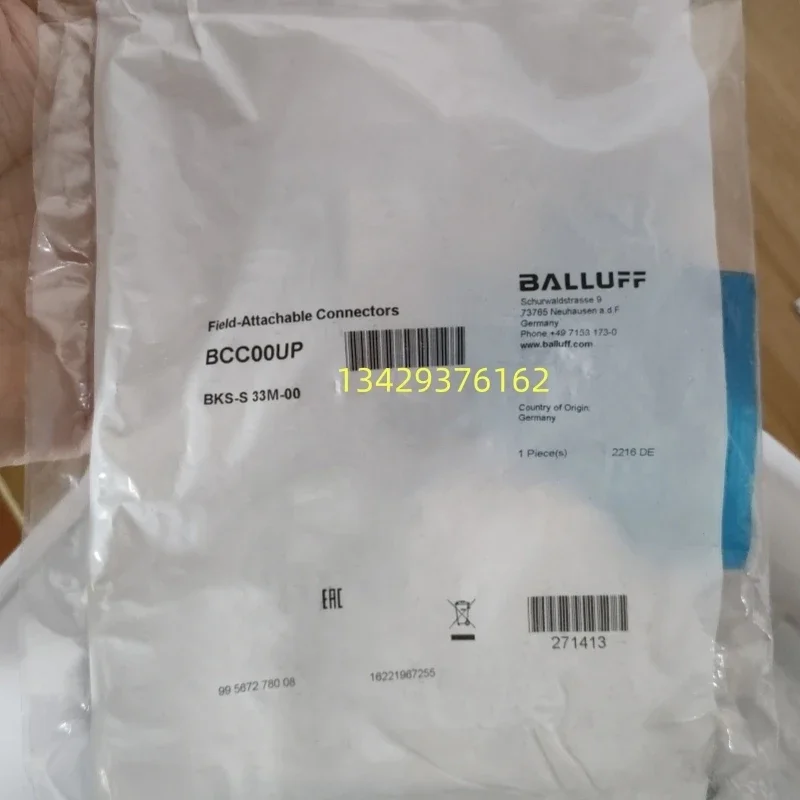 BALLUFF
Schurwaldstrasse 9
73765 Neuhausen a.d.F
Germany
Phone +49 7158 173-0
www.balluff.com
Field-Attachable Connectors
BCC00UP
13429376162
BKS-S 33M-00
Country of Origin:
Germany
1 Piece(s) 2216 DE
EAC
271413
99 5672 780 08
16221967255